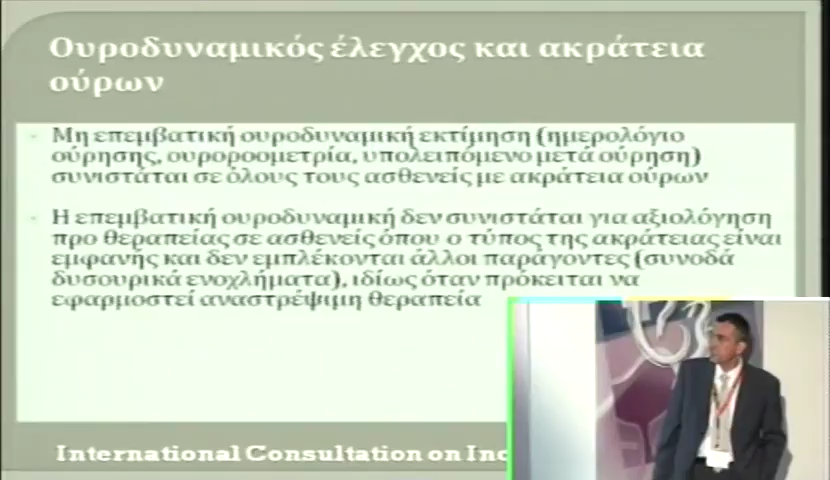 Ουροδυναμικός έλεγχος και ακράτεια
ούρων
Μη επεμβατική ουροδυναμική εκτίμηση (ημερολόγιο
ούρησης, ουροροομετρία, υπολειπόμενο μετά ούρηση)
συνιστάται σε όλους τους ασθενείς με ακράτεια ούρων
Η επεμβατική ουροδυναμική δεν συνιστάται για αξιολόγηση
προ θεραπείας σε ασθενείς όπου ο τύπος της ακράτειας είναι
εμφανής και δεν εμπλέκονται άλλοι παράγοντες (συνοδά
δυσουρικά ενοχλήματα), ιδίως όταν πρόκειται να
εφαρμοστεί αναστρέψιμη θεραπεία
International Consultation on Inc